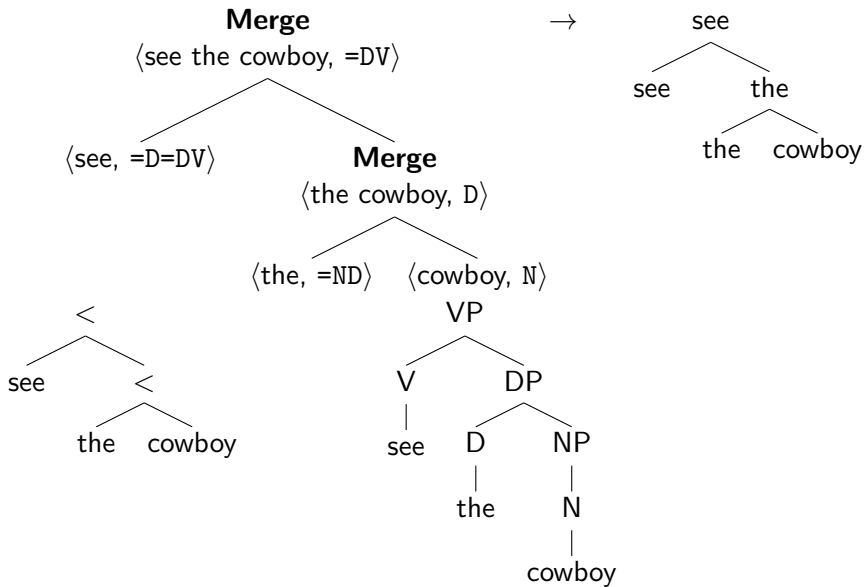 Merge → see
⟨see the cowboy, =DV⟩
see the
⟨see, =D=DV⟩ Merge the cowboy
⟨the cowboy, D⟩
⟨the, =ND⟩ ⟨cowboy, N⟩
< VP
see < V DP
the cowboy see D NP
the N
cowboy